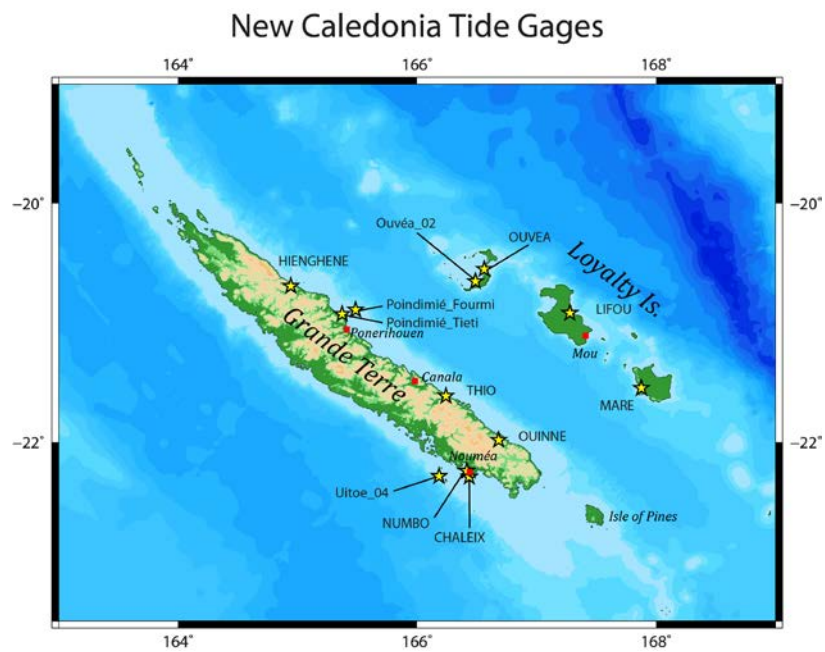 New Caledonia Tide Gages
164˚
166˚
168˚
−20˚
−20˚
Ouvéa_02
OUVEA
Loyalty Is.
HIENGHENE
LIFOU
Poindimié_Fourmi
Poindimié_Tieti
Ponerihouen
Mou
Grande Terre
Canala
THIO
MARE
OUINNE
−22˚
−22˚
Nouméa
Uitoe_04
NUMBO
CHALEIX
Isle of Pines
164˚
166˚
168˚